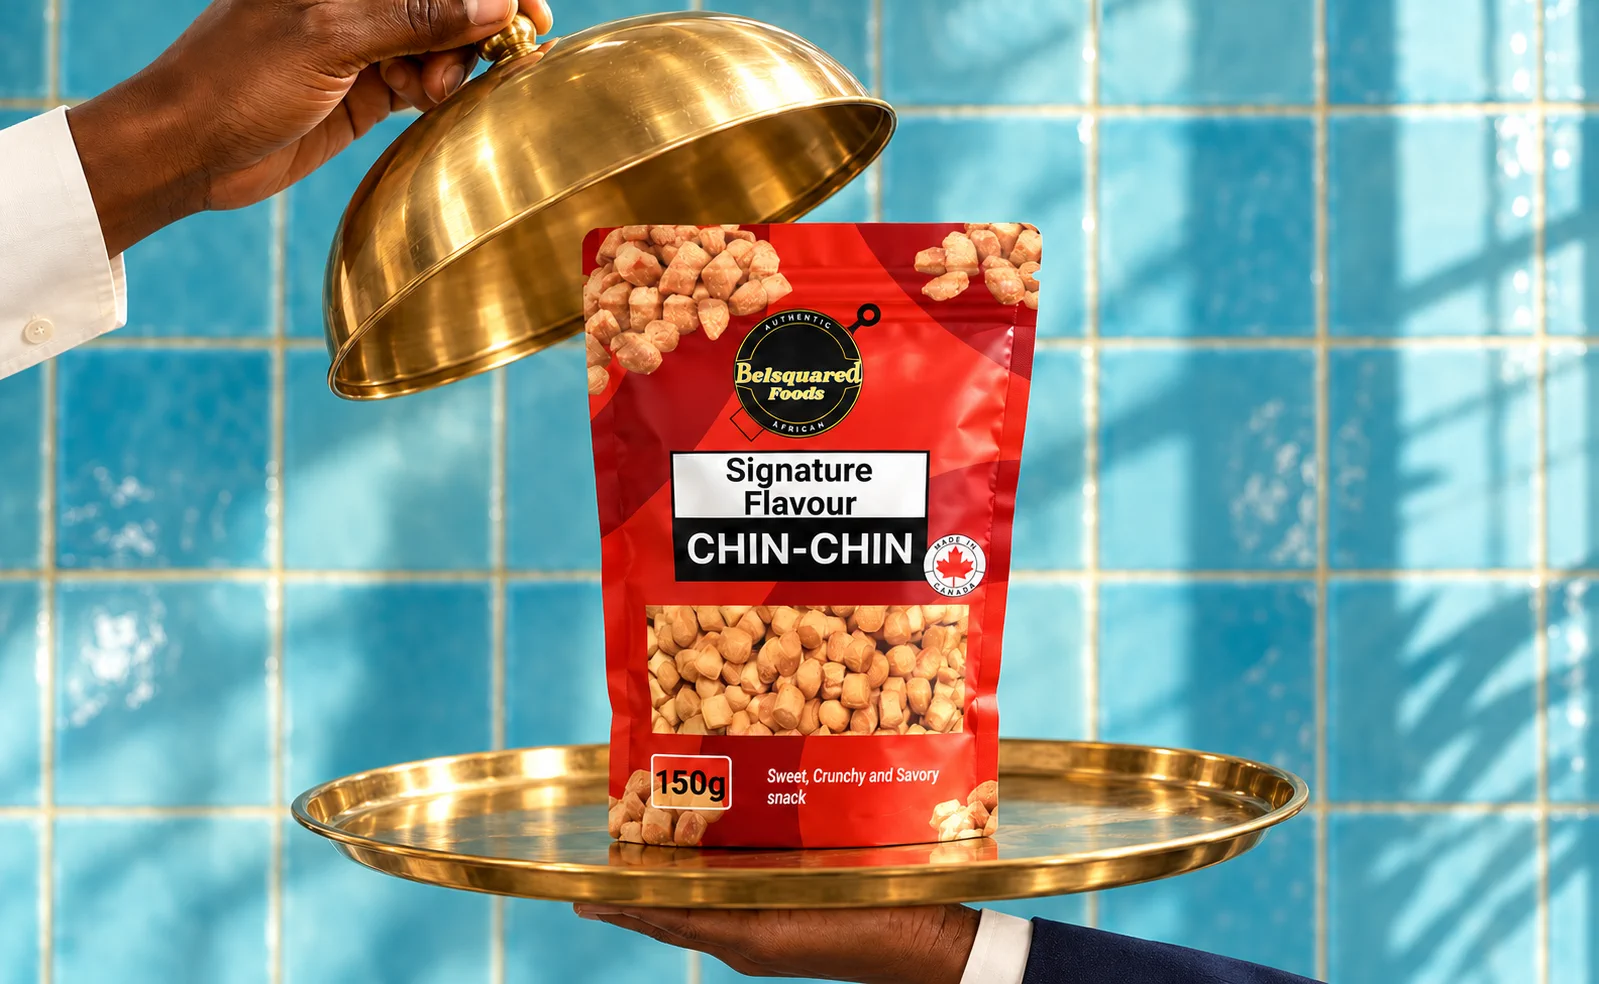 AUTHENTIC
Belsquared
Foods
AFRICAN
Signature
Flavour
CHIN-CHIN
MADE IN
CANADA
150g
Sweet, Crunchy and Savory
snack